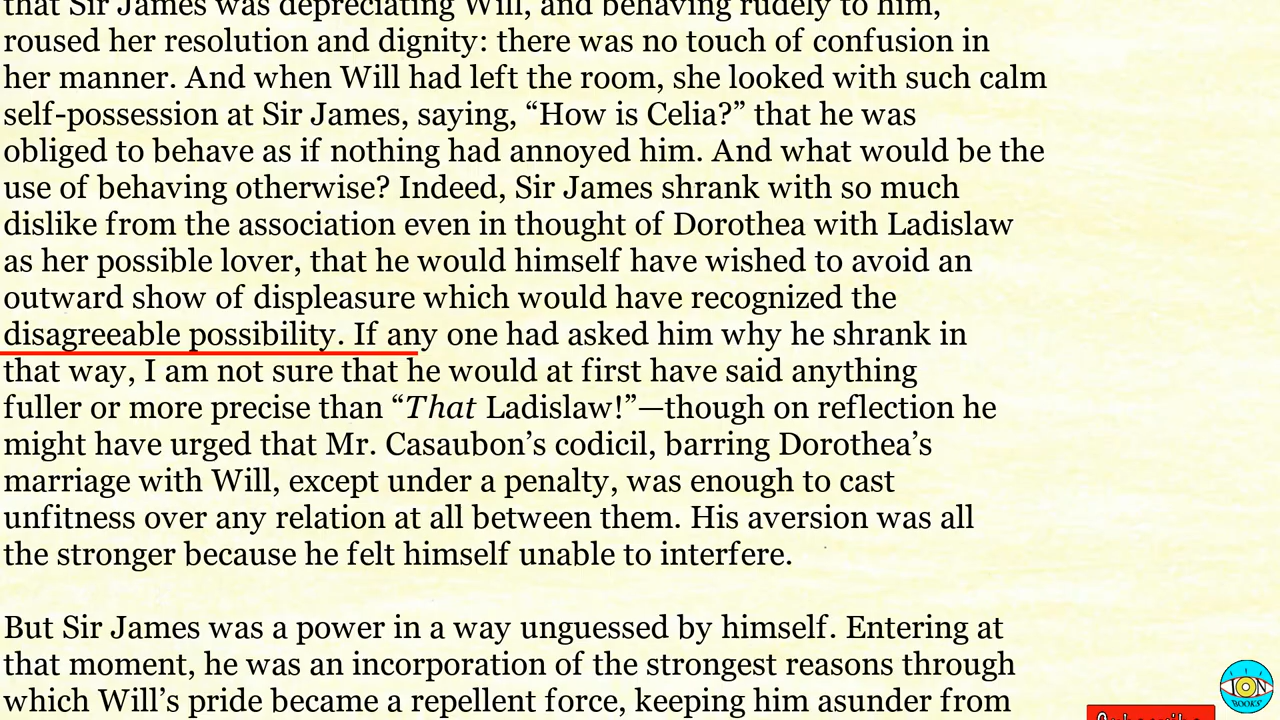 that Sir James was depreciating Will, and behaving rudely to him,
roused her resolution and dignity: there was no touch of confusion in
her manner. And when Will had left the room, she looked with such calm
self-possession at Sir James, saying, “How is Celia?” that he was
obliged to behave as if nothing had annoyed him. And what would be the
use of behaving otherwise? Indeed, Sir James shrank with so much
dislike from the association even in thought of Dorothea with Ladislaw
as her possible lover, that he would himself have wished to avoid an
outward show of displeasure which would have recognized the
disagreeable possibility. If any one had asked him why he shrank in
that way, I am not sure that he would at first have said anything
fuller or more precise than “That Ladislaw!”—though on reflection he
might have urged that Mr. Casaubon’s codicil, barring Dorothea’s
marriage with Will, except under a penalty, was enough to cast
unfitness over any relation at all between them. His aversion was all
the stronger because he felt himself unable to interfere.
But Sir James was a power in a way unguessed by himself. Entering at
that moment, he was an incorporation of the strongest reasons through
which Will’s pride became a repellent force, keeping him asunder from
ION
BOOKS